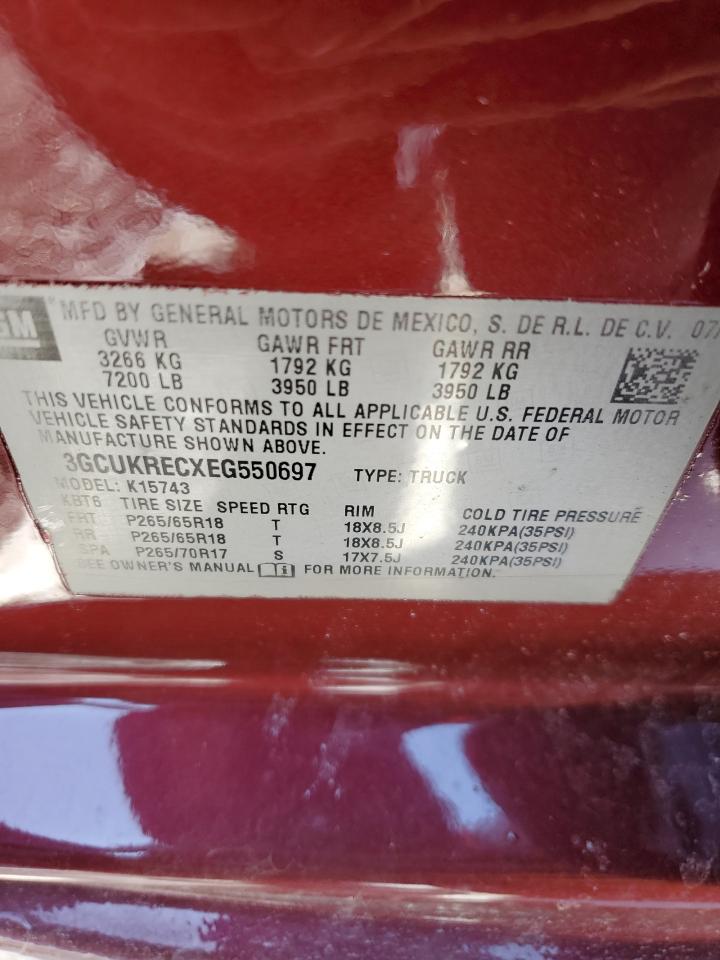 GM MFD BY GENERAL MOTORS DE MEXICO, S. DE R.L. DE C.V. 07/
GVWR GAWR FRT GAWR RR
3266 KG 1792 KG 1792 KG
7200 LB 3950 LB 3950 LB
THIS VEHICLE CONFORMS TO ALL APPLICABLE U.S. FEDERAL MOTOR
VEHICLE SAFETY STANDARDS IN EFFECT ON THE DATE OF
MANUFACTURE SHOWN ABOVE.
3GCUKRECXEG550697 TYPE: TRUCK
MODEL: K15743
KBT6 TIRE SIZE SPEED RTG RIM COLD TIRE PRESSURE
FRT P265/65R18 T 18X8.5J 240KPA(35PSI)
RR P265/65R18 T 18X8.5J 240KPA(35PSI)
SPA P265/70R17 S 17X7.5J 240KPA(35PSI)
SEE OWNER'S MANUAL FOR MORE INFORMATION.